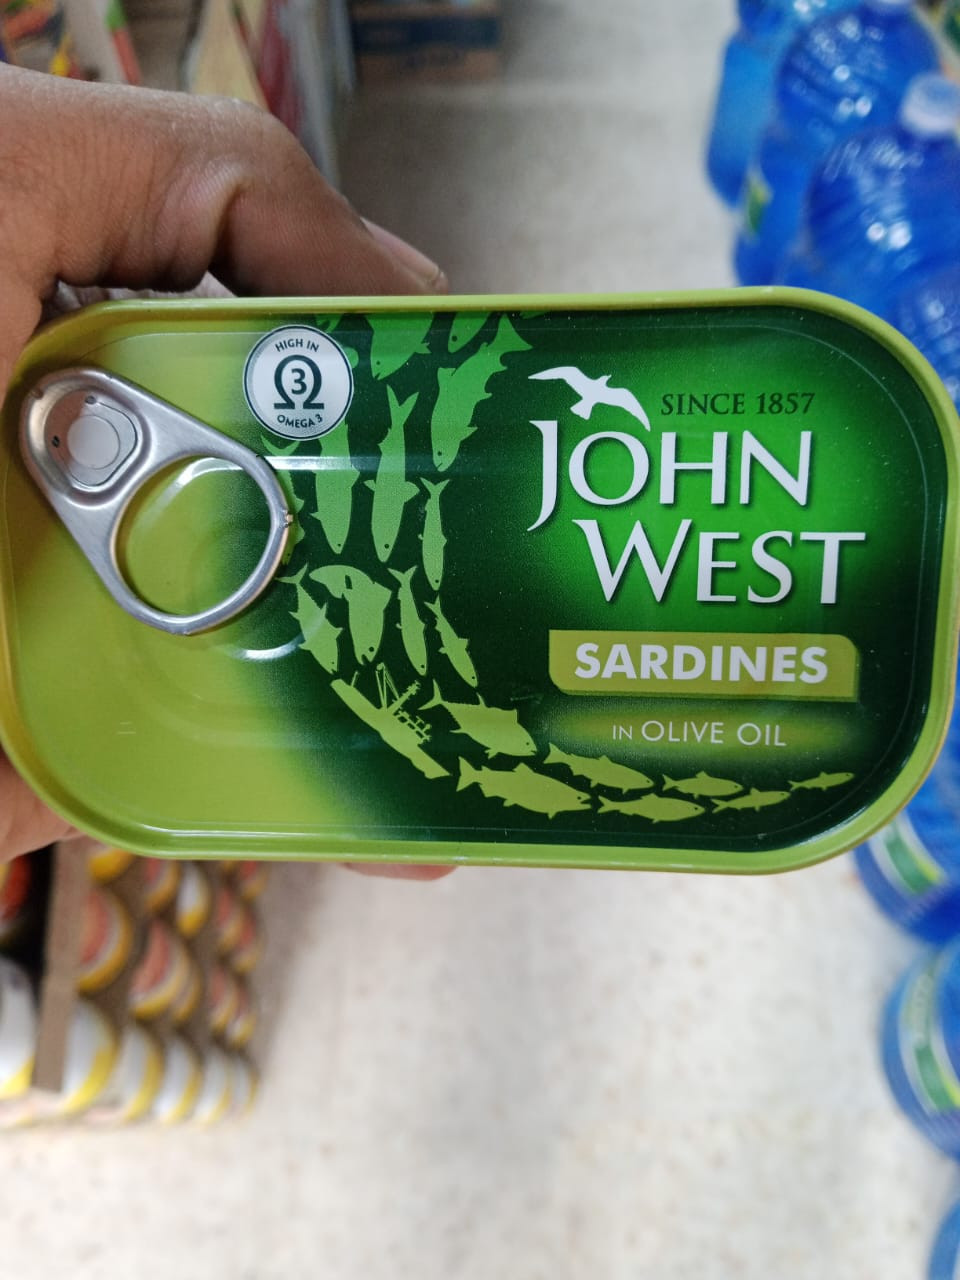 HIGH IN
3
OMEGA 3
SINCE 1857
JOHN
WEST
SARDINES
IN OLIVE OIL